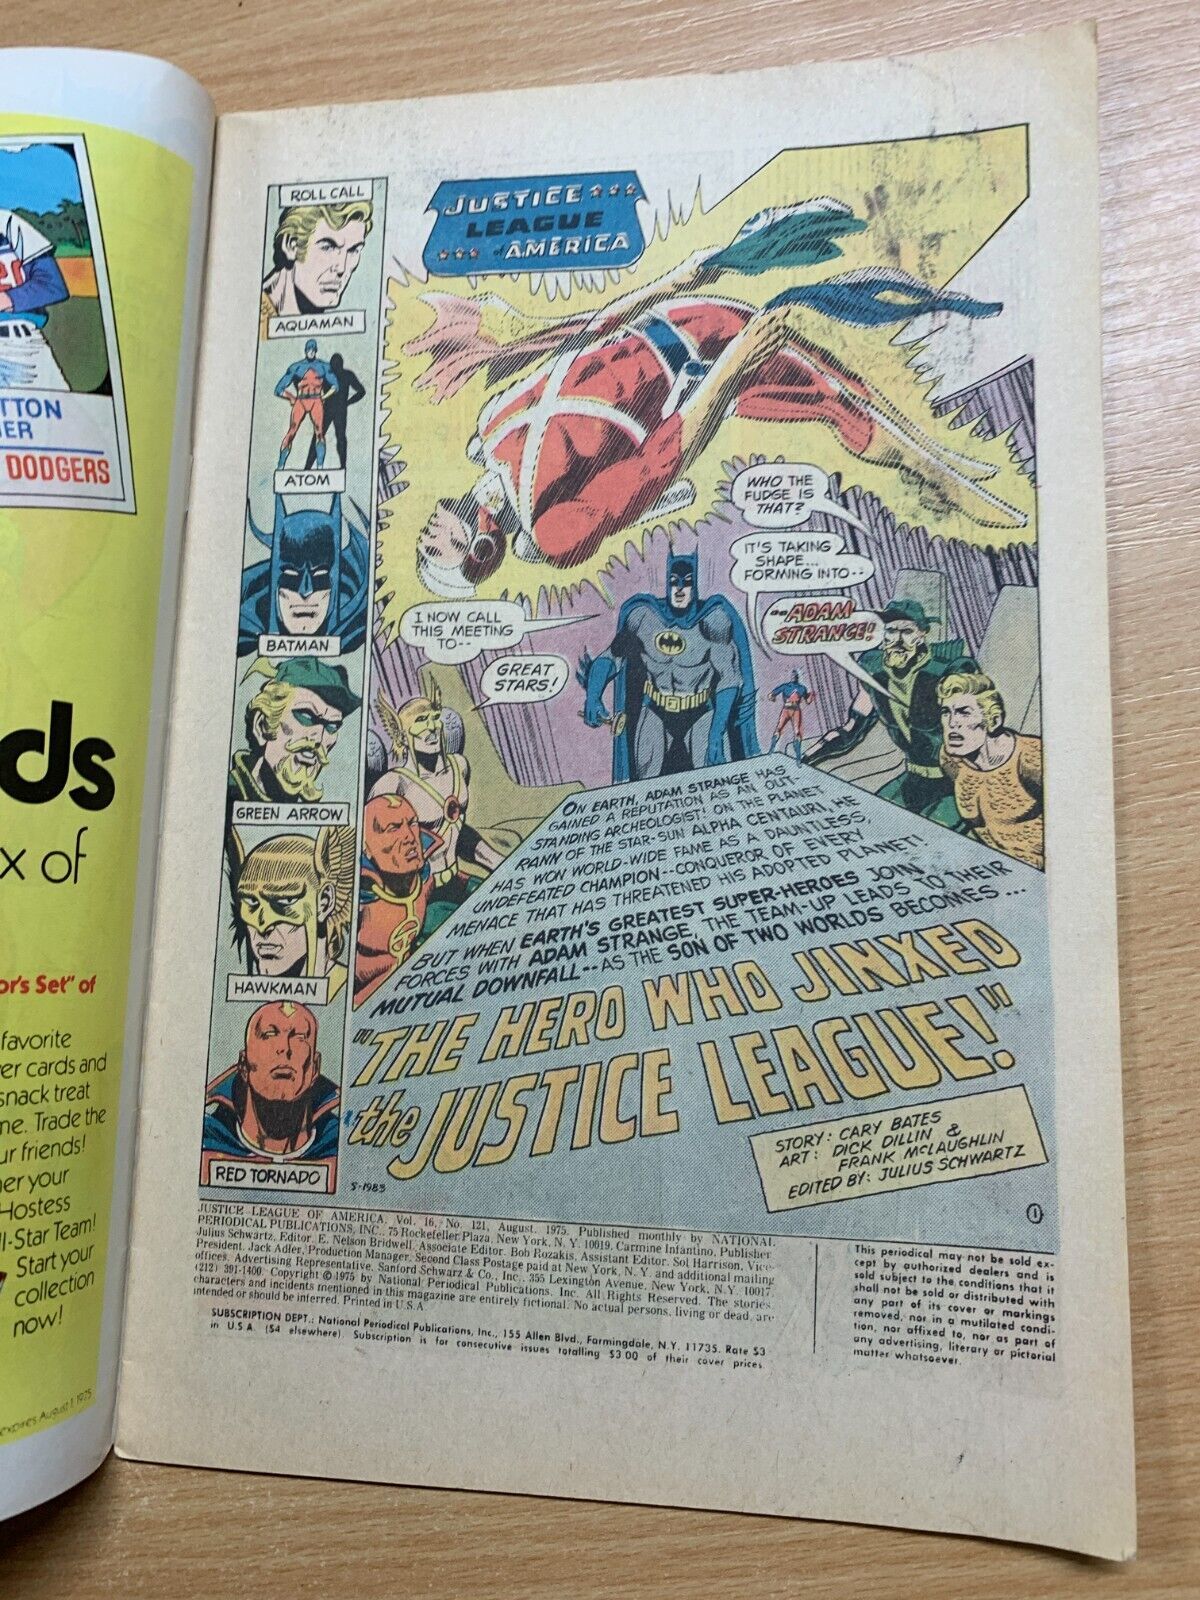 TTON
ER
DODGERS
ds
x of
or's Set" of
favorite
er cards and
snack treat
me. Trade the
ur friends!
her your
Hostess
ll-Star Team!
Start your
collection
now!
expires August 1, 1975
ROLL CALL
AQUAMAN
ATOM
BATMAN
GREEN ARROW
HAWKMAN
RED TORNADO
JUSTICE
LEAGUE
of AMERICA
WHO THE
FUDGE IS
THAT?
IT'S TAKING
SHAPE...
FORMING INTO--
--ADAM
STRANGE!
I NOW CALL
THIS MEETING
TO--
GREAT
STARS!
ON EARTH, ADAM STRANGE HAS
GAINED A REPUTATION AS AN OUT-
STANDING ARCHEOLOGIST! ON THE PLANET
RANN OF THE STAR-SUN ALPHA CENTAURI, HE
HAS WON WORLD-WIDE FAME AS A DAUNTLESS,
UNDEFEATED CHAMPION--CONQUEROR OF EVERY
MENACE THAT HAS THREATENED HIS ADOPTED PLANET!
BUT WHEN EARTH'S GREATEST SUPER-HEROES JOIN
FORCES WITH ADAM STRANGE, THE TEAM-UP LEADS TO THEIR
MUTUAL DOWNFALL--AS THE SON OF TWO WORLDS BECOMES...
"THE HERO WHO JINXED
the JUSTICE LEAGUE!"
STORY: CARY BATES
ART: DICK DILLIN &
FRANK McLAUGHLIN
EDITED BY: JULIUS SCHWARTZ
S-1983
1
JUSTICE LEAGUE OF AMERICA, Vol. 16, No. 121, August, 1975. Published monthly by NATIONAL
PERIODICAL PUBLICATIONS, INC., 75 Rockefeller Plaza, New York, N. Y. 10019. Carmine Infantino, Publisher
Julius Schwartz, Editor. E. Nelson Bridwell, Associate Editor. Bob Rozakis, Assistant Editor. Sol Harrison, Vice-
President. Jack Adler, Production Manager. Second Class Postage paid at New York, N. Y. and additional mailing
offices. Advertising Representative, Sanford Schwarz & Co., Inc., 355 Lexington Avenue, New York, N.Y. 10017
(212) 391-1400. Copyright © 1975 by National Periodical Publications, Inc. All Rights Reserved. The stories,
characters and incidents mentioned in this magazine are entirely fictional. No actual persons, living or dead, are
intended or should be inferred. Printed in U.S.A.
SUBSCRIPTION DEPT.: National Periodical Publications, Inc., 155 Allen Blvd., Farmingdale, N.Y. 11735. Rate $3
in U.S.A. ($4 elsewhere). Subscription is for consecutive issues totalling $3.00 of their cover prices.
This periodical may not be sold ex-
cept by authorized dealers and is
sold subject to the conditions that it
shall not be sold or distributed with
any part of its cover or markings
removed, nor in a mutilated condi-
tion, nor affixed to, nor as part of
any advertising, literary or pictorial
matter whatsoever.